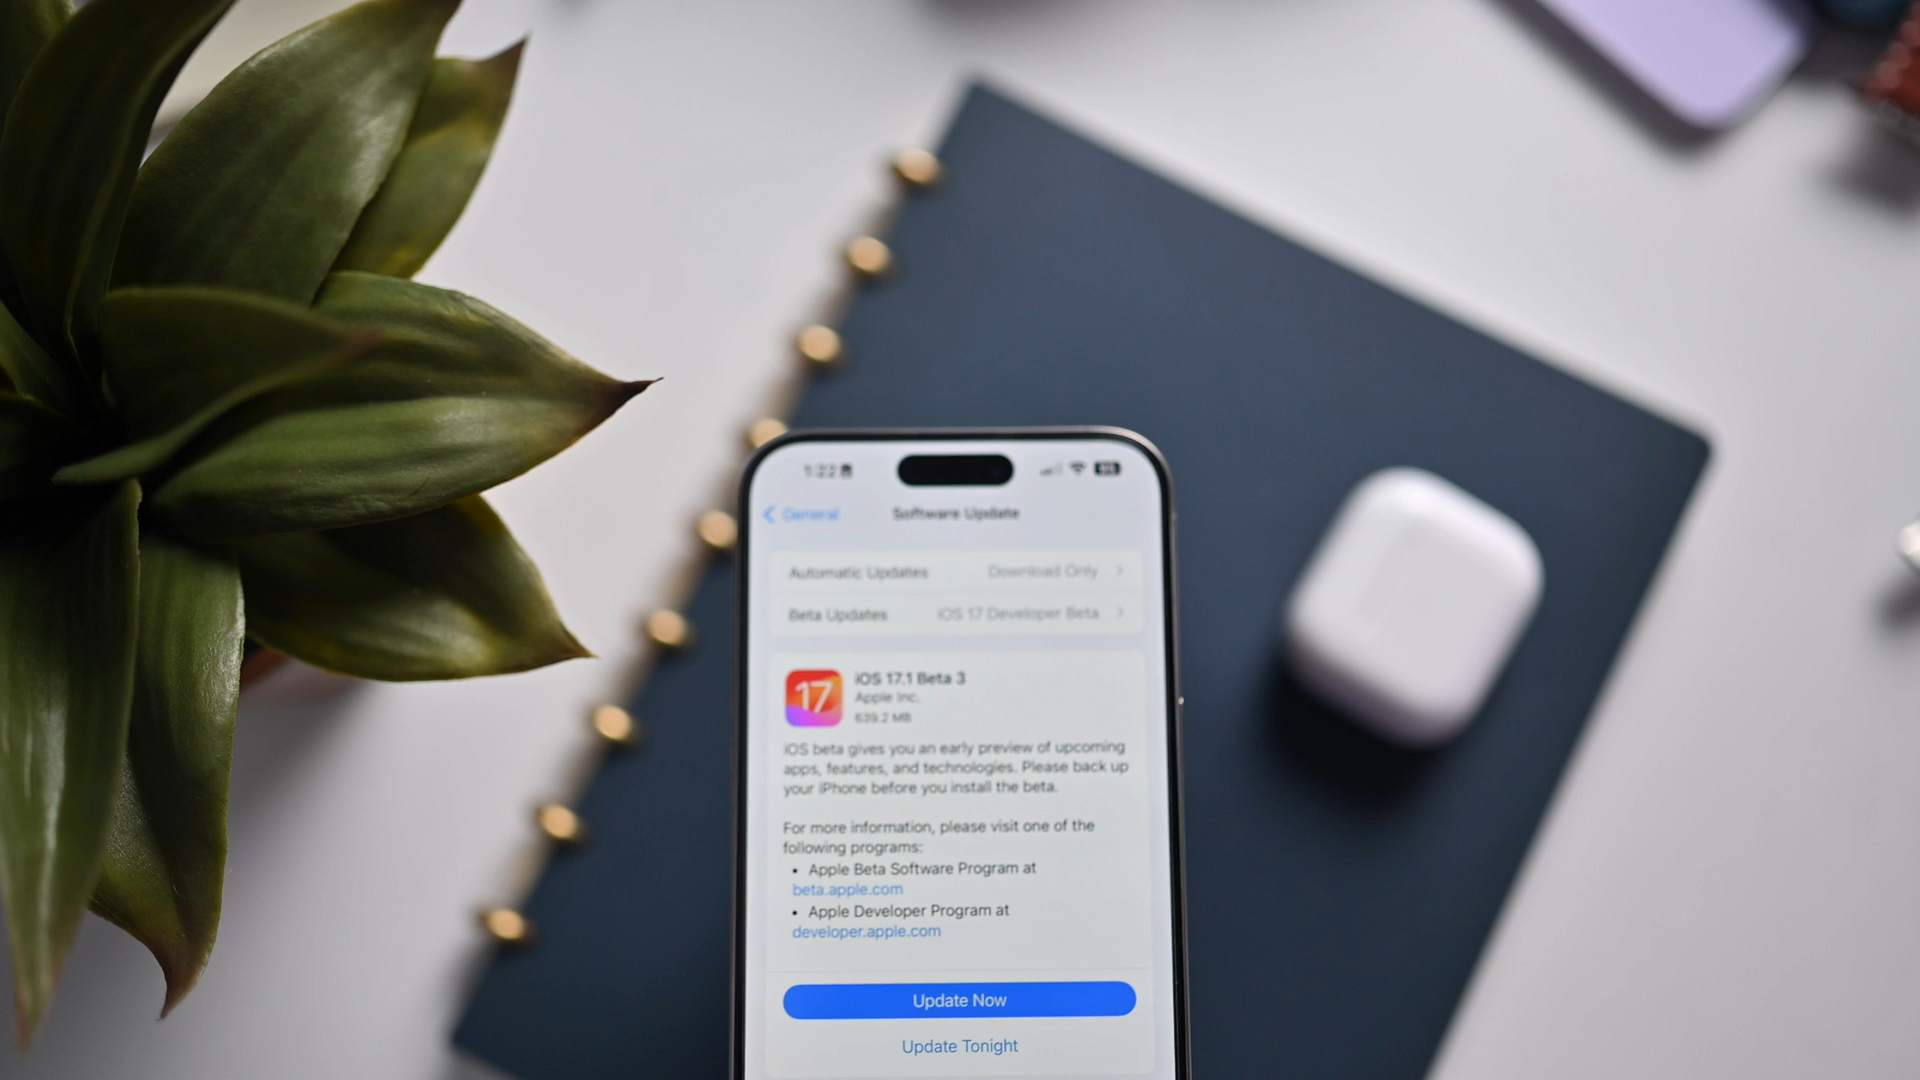 1:22
General
Software Update
Automatic Updates Download Only
Beta Updates iOS 17 Developer Beta
17
iOS 17.1 Beta 3
Apple Inc.
639.2 MB
iOS beta gives you an early preview of upcoming
apps, features, and technologies. Please back up
your iPhone before you install the beta.
For more information, please visit one of the
following programs:
• Apple Beta Software Program at
beta.apple.com
• Apple Developer Program at
developer.apple.com
Update Now
Update Tonight